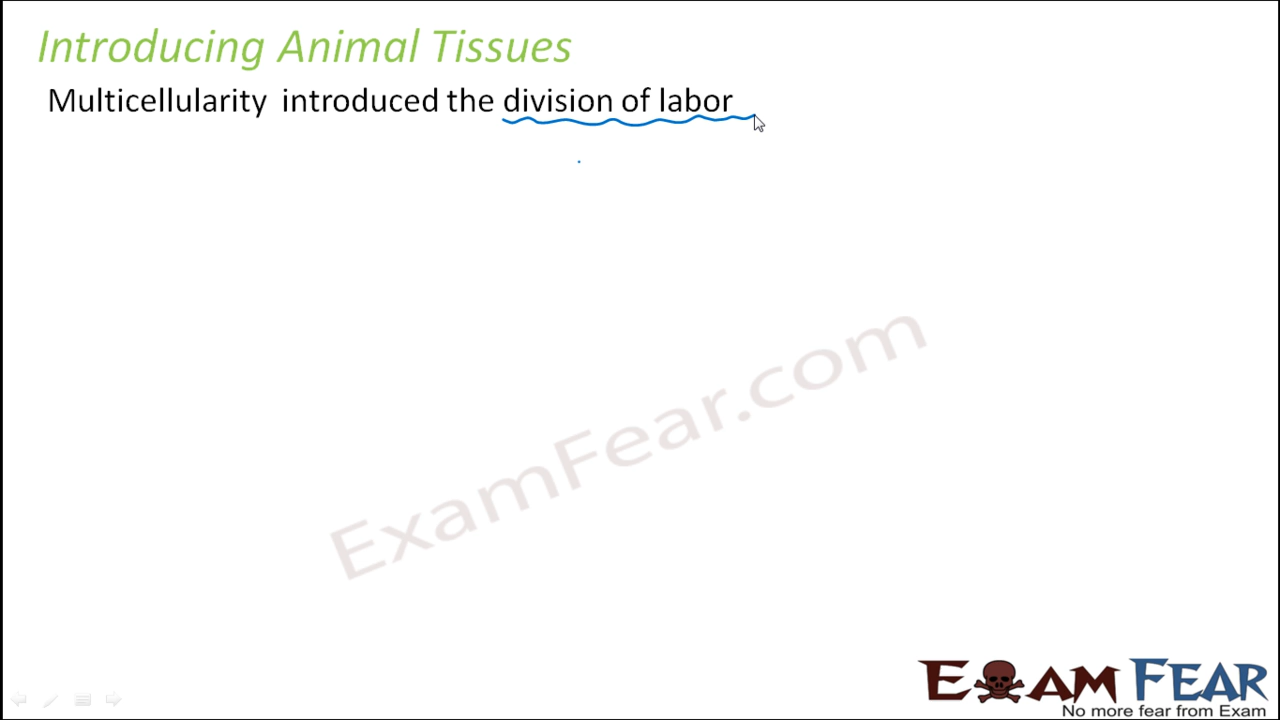 Introducing Animal Tissues
Multicellularity introduced the division of labor
ExamFear.com
EXAM FEAR
No more fear from Exam